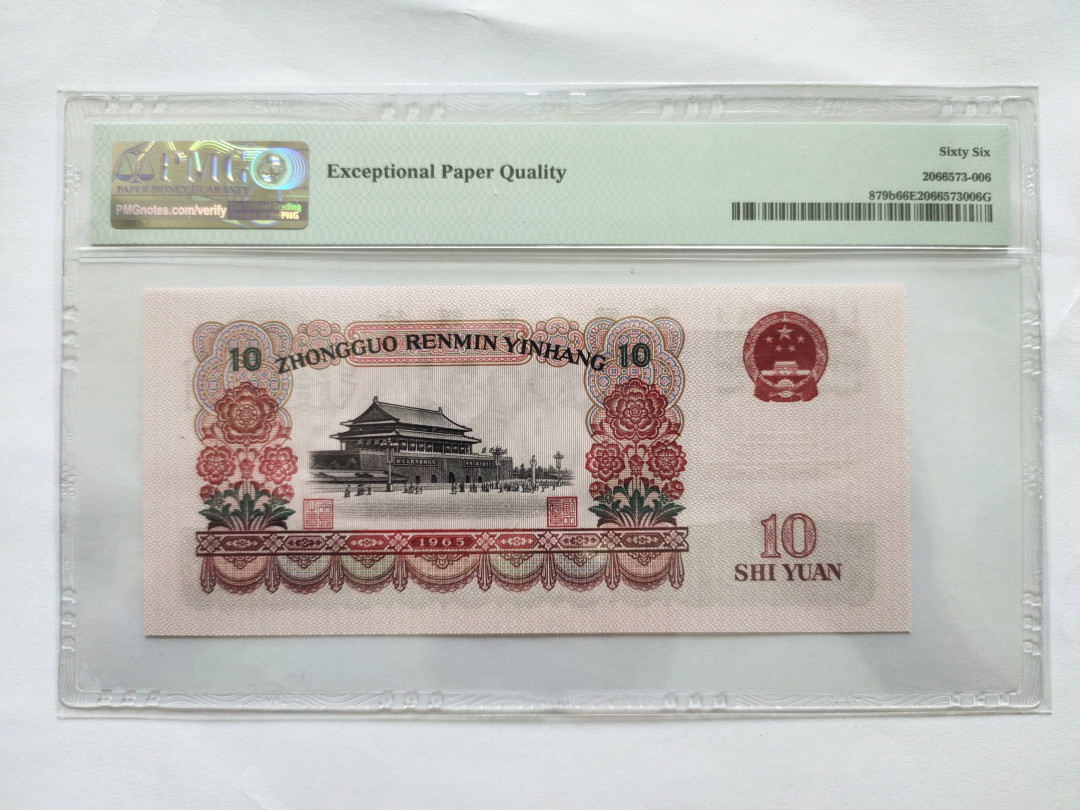 PMG
PAPER MONEY GUARANTY
PMGnotes.com/verify
PNG
Exceptional Paper Quality
Sixty Six
2066573-006
879b66E2066573006G
10 ZHONGGUO RENMIN YINHANG 10
1965
10
SHI YUAN